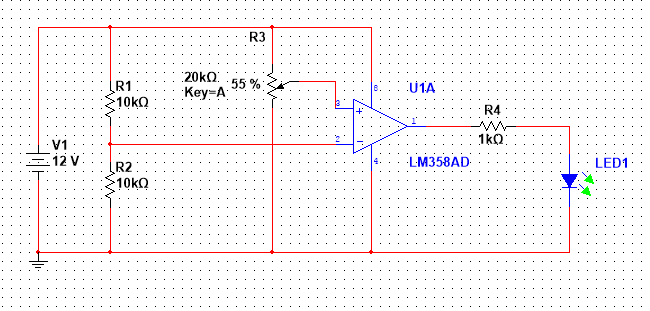 R3
R1
10kΩ
20kΩ
Key=A
55 %
8
U1A
3
2
1
4
LM358AD
R4
1kΩ
V1
12 V
R2
10kΩ
LED1